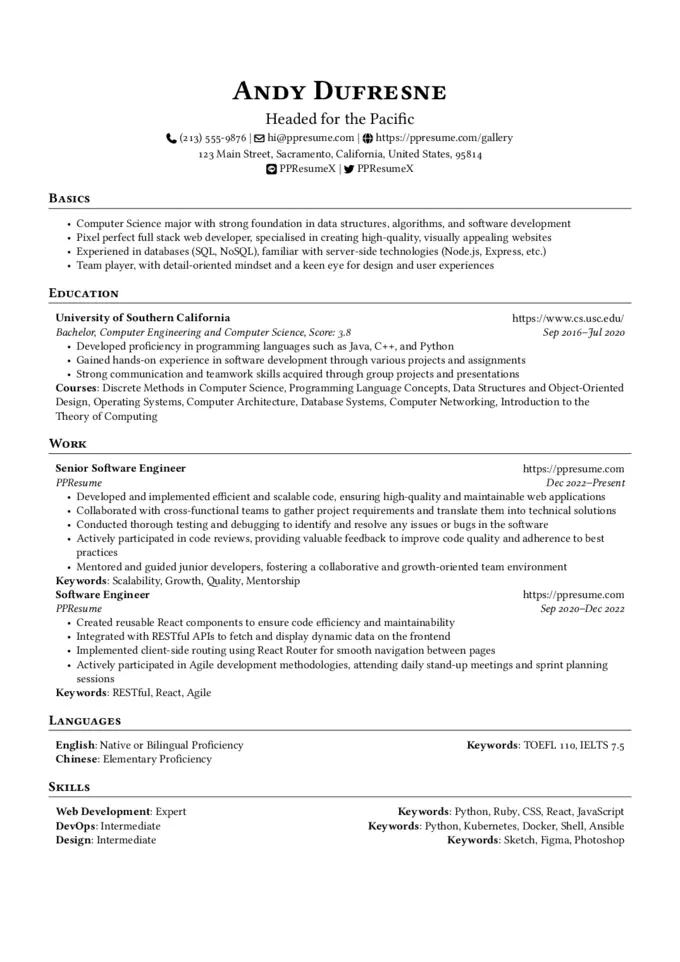 Andy Dufresne
Headed for the Pacific
(213) 555-9876 | hi@ppresume.com | https://ppresume.com/gallery
123 Main Street, Sacramento, California, United States, 95814
PPResumeX | PPResumeX
Basics
• Computer Science major with strong foundation in data structures, algorithms, and software development
• Pixel perfect full stack web developer, specialised in creating high-quality, visually appealing websites
• Experiened in databases (SQL, NoSQL), familiar with server-side technologies (Node.js, Express, etc.)
• Team player, with detail-oriented mindset and a keen eye for design and user experiences
Education
University of Southern California https://www.cs.usc.edu/
Bachelor, Computer Engineering and Computer Science, Score: 3.8 Sep 2016–Jul 2020
• Developed proficiency in programming languages such as Java, C++, and Python
• Gained hands-on experience in software development through various projects and assignments
• Strong communication and teamwork skills acquired through group projects and presentations
Courses: Discrete Methods in Computer Science, Programming Language Concepts, Data Structures and Object-Oriented
Design, Operating Systems, Computer Architecture, Database Systems, Computer Networking, Introduction to the
Theory of Computing
Work
Senior Software Engineer https://ppresume.com
PPResume Dec 2022–Present
• Developed and implemented efficient and scalable code, ensuring high-quality and maintainable web applications
• Collaborated with cross-functional teams to gather project requirements and translate them into technical solutions
• Conducted thorough testing and debugging to identify and resolve any issues or bugs in the software
• Actively participated in code reviews, providing valuable feedback to improve code quality and adherence to best
practices
• Mentored and guided junior developers, fostering a collaborative and growth-oriented team environment
Keywords: Scalability, Growth, Quality, Mentorship
Software Engineer https://ppresume.com
PPResume Sep 2020–Dec 2022
• Created reusable React components to ensure code efficiency and maintainability
• Integrated with RESTful APIs to fetch and display dynamic data on the frontend
• Implemented client-side routing using React Router for smooth navigation between pages
• Actively participated in Agile development methodologies, attending daily stand-up meetings and sprint planning
sessions
Keywords: RESTful, React, Agile
Languages
English: Native or Bilingual Proficiency Keywords: TOEFL 110, IELTS 7.5
Chinese: Elementary Proficiency
Skills
Web Development: Expert Keywords: Python, Ruby, CSS, React, JavaScript
DevOps: Intermediate Keywords: Python, Kubernetes, Docker, Shell, Ansible
Design: Intermediate Keywords: Sketch, Figma, Photoshop